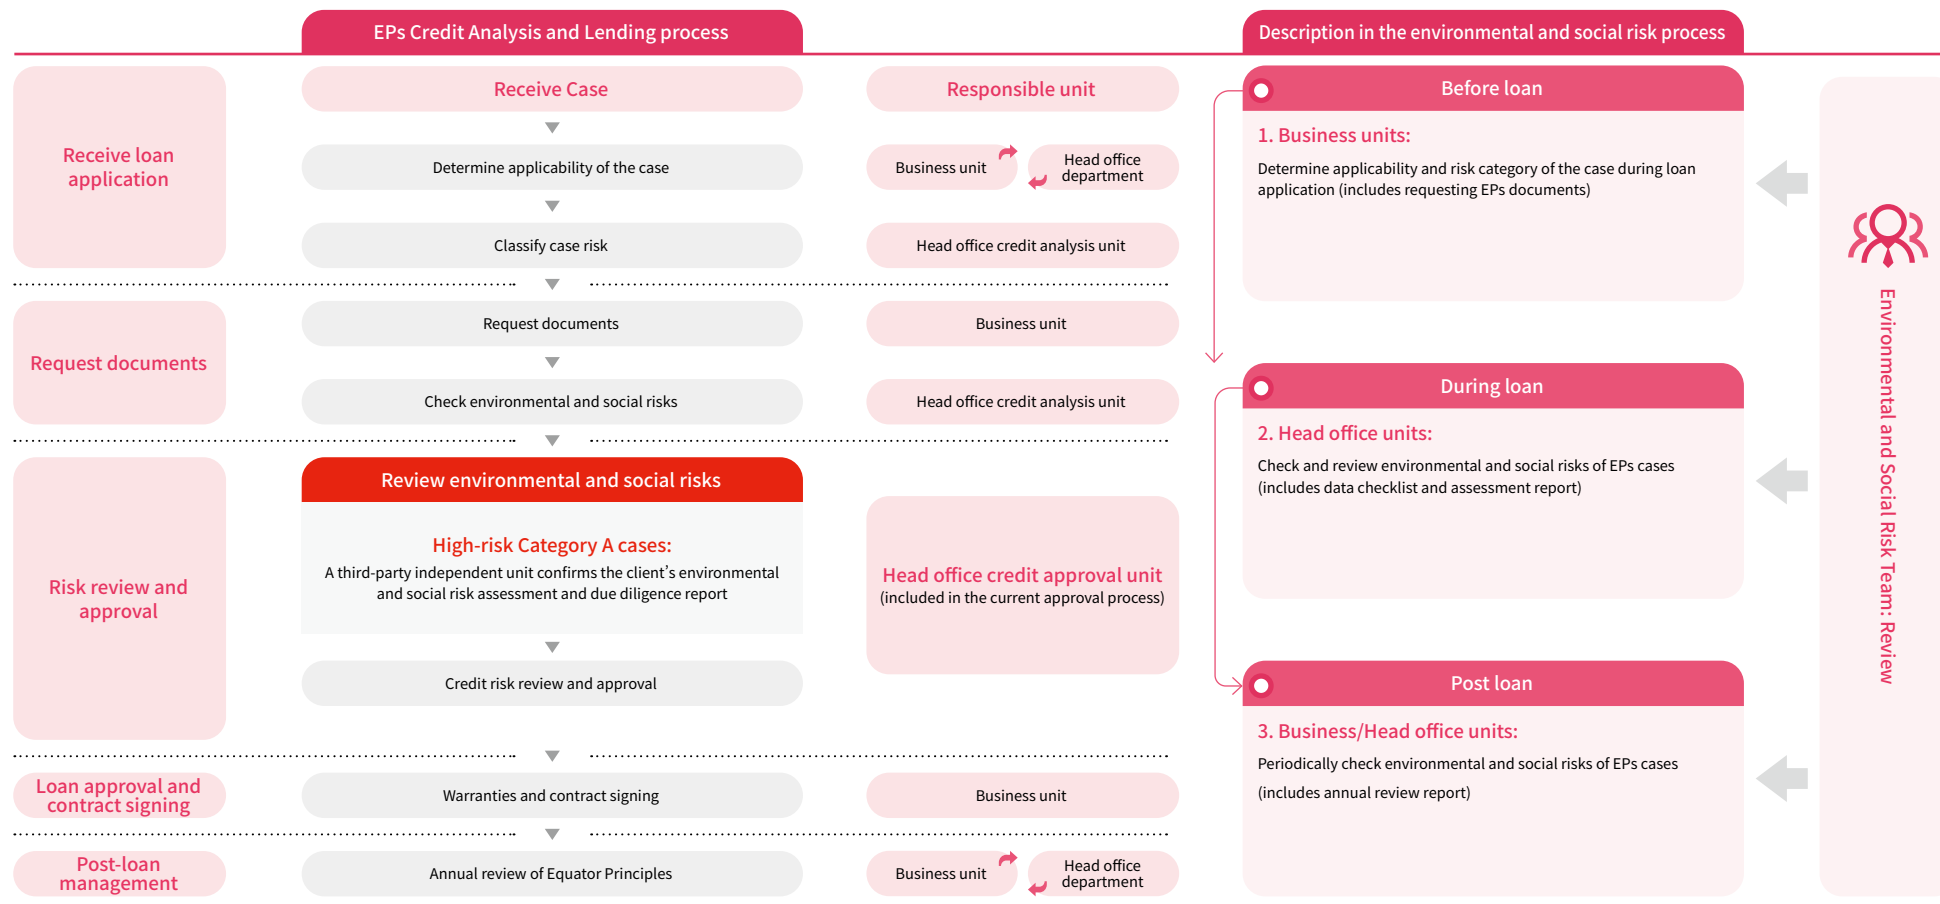 EPs Credit Analysis and Lending process
Description in the environmental and social risk process
Receive loan
application
Receive Case
Responsible unit
Determine applicability of the case
Business unit
Head office
department
Classify case risk
Head office credit analysis unit
Request documents
Request documents
Business unit
Check environmental and social risks
Head office credit analysis unit
Risk review and
approval
Review environmental and social risks
High-risk Category A cases:
A third-party independent unit confirms the client's environmental
and social risk assessment and due diligence report
Head office credit approval unit
(included in the current approval process)
Credit risk review and approval
Loan approval and
contract signing
Warranties and contract signing
Business unit
Post-loan
management
Annual review of Equator Principles
Business unit
Head office
department
Before loan
1. Business units:
Determine applicability and risk category of the case during loan
application (includes requesting EPs documents)
During loan
2. Head office units:
Check and review environmental and social risks of EPs cases
(includes data checklist and assessment report)
Post loan
3. Business/Head office units:
Periodically check environmental and social risks of EPs cases
(includes annual review report)
Environmental and Social Risk Team: Review